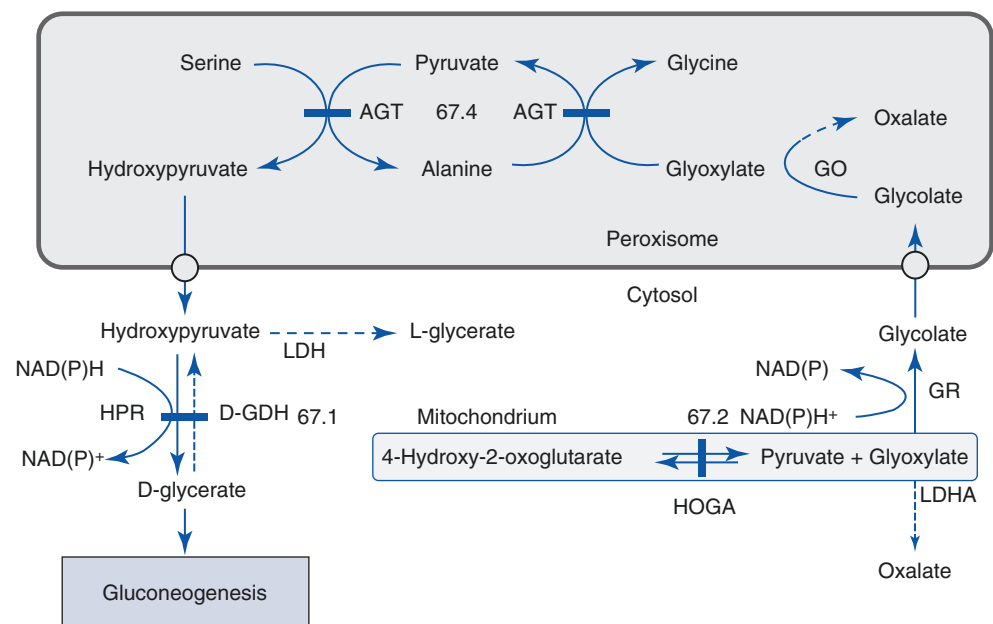 Serine
Pyruvate
Glycine
AGT
67.4
AGT
Oxalate
Hydroxypyruvate
Alanine
Glyoxylate
GO
Glycolate
Peroxisome
Cytosol
Hydroxypyruvate
LDH
L-glycerate
Glycolate
NAD(P)H
NAD(P)
GR
HPR
D-GDH 67.1
Mitochondrium
67.2 NAD(P)H+
NAD(P)+
4-Hydroxy-2-oxoglutarate
Pyruvate + Glyoxylate
D-glycerate
HOGA
LDHA
Oxalate
Gluconeogenesis